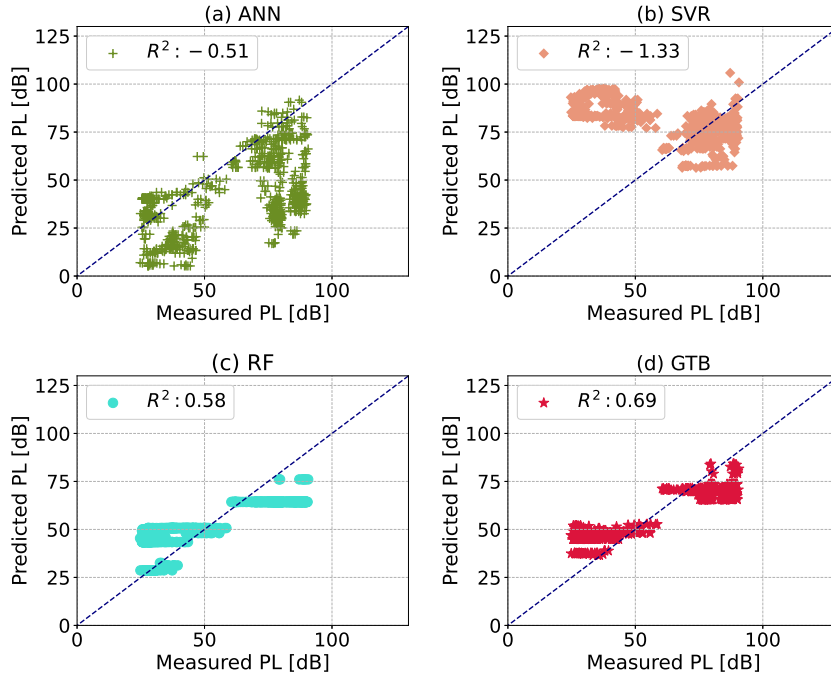 (a) ANN
125
100
75
50
25
0
R²: −0.51
Predicted PL [dB]
0 50 100
Measured PL [dB]
(b) SVR
125
100
75
50
25
0
R²: −1.33
Predicted PL [dB]
0 50 100
Measured PL [dB]
(c) RF
125
100
75
50
25
0
R²: 0.58
Predicted PL [dB]
0 50 100
Measured PL [dB]
(d) GTB
125
100
75
50
25
0
R²: 0.69
Predicted PL [dB]
0 50 100
Measured PL [dB]